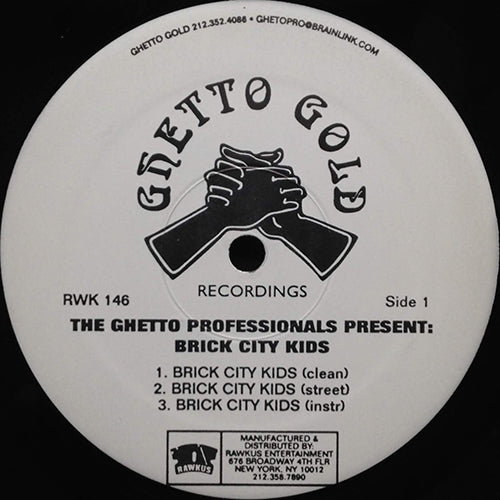 GHETTO GOLD 212.352.4086 • GHETOPRO@BRAINLINK.COM
GHETTO GOLD
RECORDINGS
RWK 146
Side 1
THE GHETTO PROFESSIONALS PRESENT:
BRICK CITY KIDS
1. BRICK CITY KIDS (clean)
2. BRICK CITY KIDS (street)
3. BRICK CITY KIDS (instr)
RAWKUS
MANUFACTURED &
DISTRIBUTED BY:
RAWKUS ENTERTAINMENT
676 BROADWAY 4TH FLR
NEW YORK, NY 10012
212.358.7890